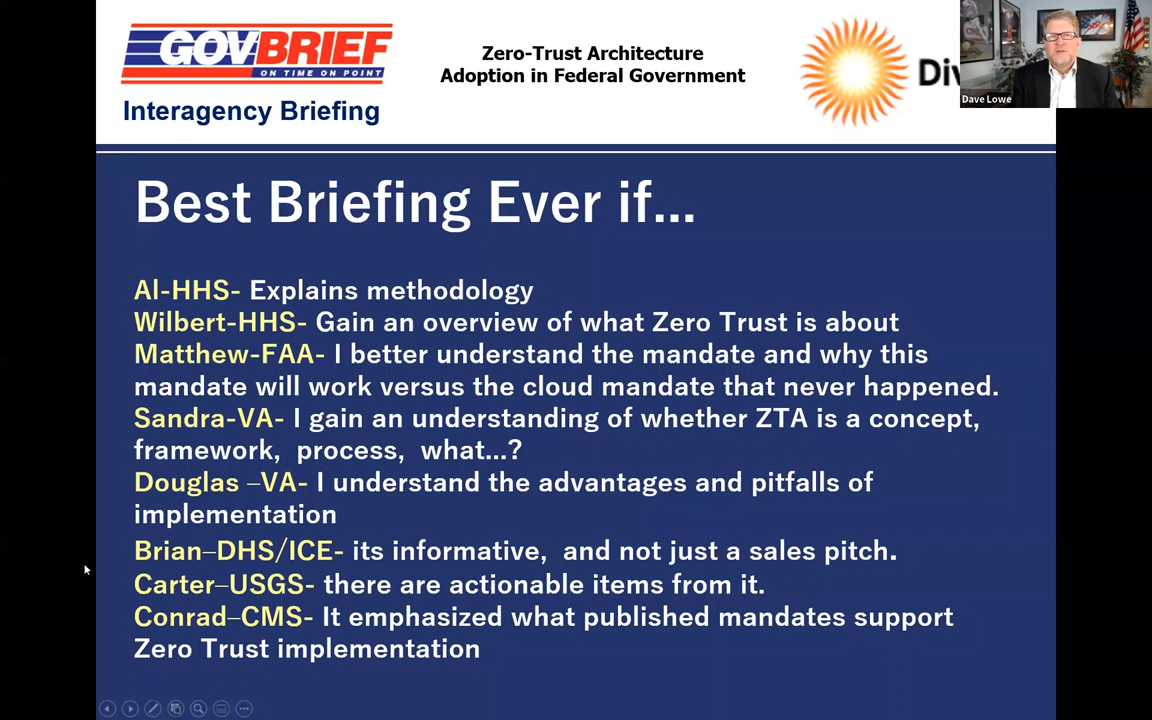 GOVBRIEF
ON TIME ON POINT
Interagency Briefing
Zero-Trust Architecture
Adoption in Federal Government
Div
Dave Lowe
Best Briefing Ever if...
Al-HHS- Explains methodology
Wilbert-HHS- Gain an overview of what Zero Trust is about
Matthew-FAA- I better understand the mandate and why this
mandate will work versus the cloud mandate that never happened.
Sandra-VA- I gain an understanding of whether ZTA is a concept,
framework,  process,  what...?
Douglas –VA- I understand the advantages and pitfalls of
implementation
Brian–DHS/ICE- its informative,  and not just a sales pitch.
Carter–USGS- there are actionable items from it.
Conrad–CMS- It emphasized what published mandates support
Zero Trust implementation